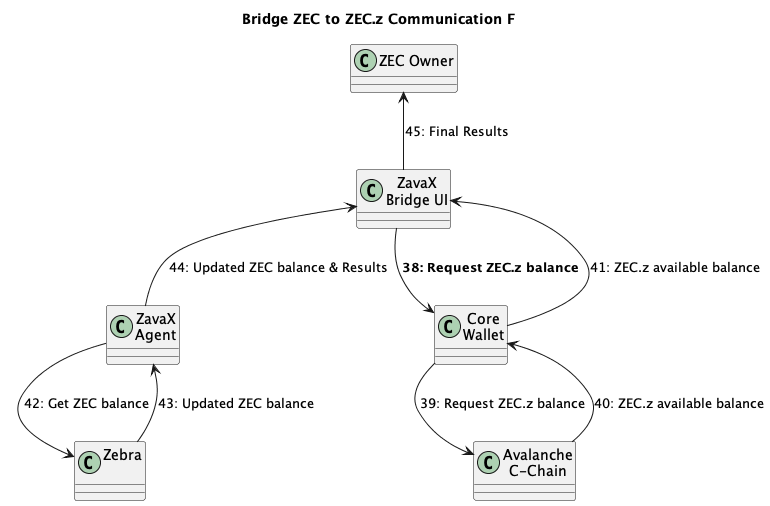 Bridge ZEC to ZEC.z Communication F
C ZEC Owner
45: Final Results
C ZavaX
Bridge UI
44: Updated ZEC balance & Results
38: Request ZEC.z balance
41: ZEC.z available balance
C ZavaX
Agent
C Core
Wallet
42: Get ZEC balance
43: Updated ZEC balance
39: Request ZEC.z balance
40: ZEC.z available balance
C Zebra
C Avalanche
C-Chain